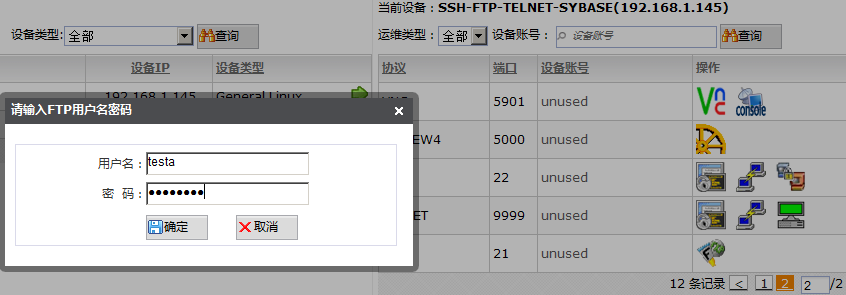 当前设备：SSH-FTP-TELNET-SYBASE(192.168.1.145)
设备类型: 全部 查询
运维类型： 全部 设备账号： 设备账号 查询
设备IP 设备类型
协议 端口 设备账号 操作
192.168.1.145 General Linux
5901 unused console
EW4 5000 unused
22 unused
ET 9999 unused
21 unused
12 条记录 < 1 2 2 /2
请输入FTP用户名密码
用户名： testa
密 码： ●●●●●●●●
确定 取消